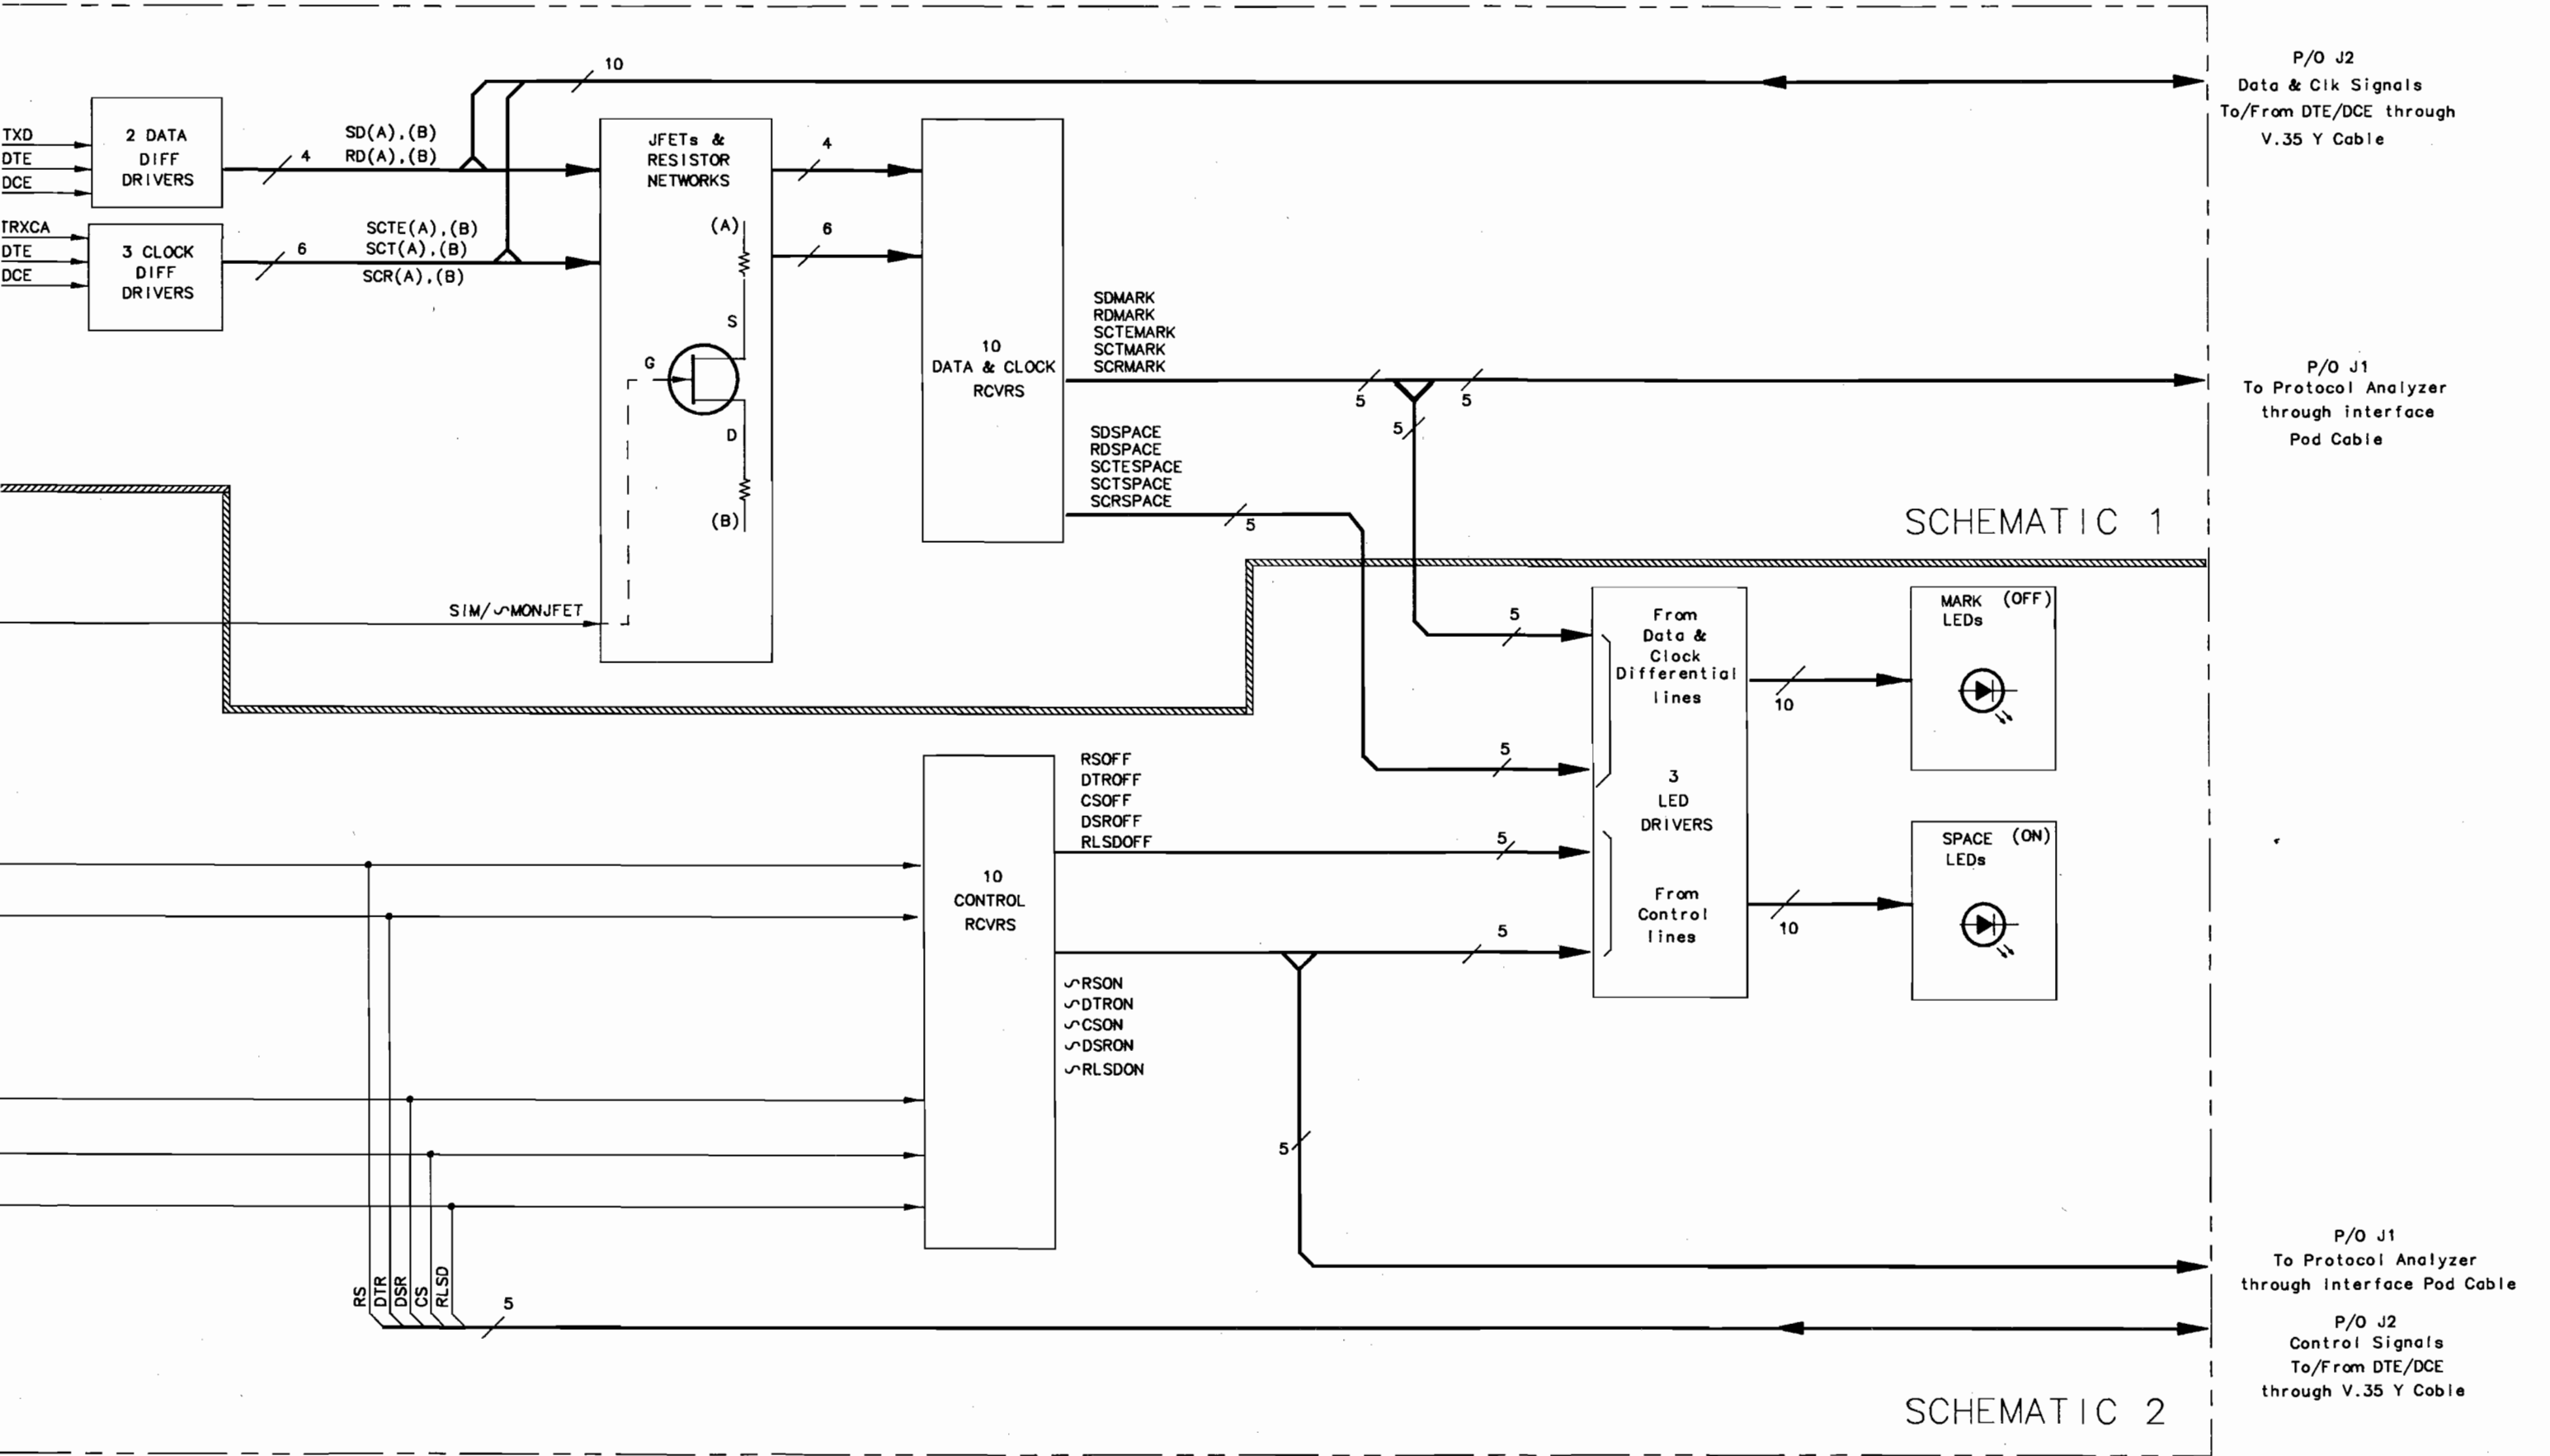 10
P/O J2
Data & Clk Signals
To/From DTE/DCE through
V.35 Y Cable
TXD
DTE
DCE
2 DATA
DIFF
DRIVERS
4
SD(A),(B)
RD(A),(B)
TRXCA
DTE
DCE
3 CLOCK
DIFF
DRIVERS
6
SCTE(A),(B)
SCT(A),(B)
SCR(A),(B)
JFETs &
RESISTOR
NETWORKS
(A)
S
G
D
(B)
4
6
10
DATA & CLOCK
RCVRS
SDMARK
RDMARK
SCTEMARK
SCTMARK
SCRMARK
5
5
5
P/O J1
To Protocol Analyzer
through interface
Pod Cable
SDSPACE
RDSPACE
SCTESPACE
SCTSPACE
SCRSPACE
5
SCHEMATIC 1
SIM/∽MONJFET
5
5
From
Data &
Clock
Differential
lines
3
LED
DRIVERS
From
Control
lines
10
MARK (OFF)
LEDs
10
SPACE (ON)
LEDs
10
CONTROL
RCVRS
RSOFF
DTROFF
CSOFF
DSROFF
RLSDOFF
5
5
∽RSON
∽DTRON
∽CSON
∽DSRON
∽RLSDON
5
RS
DTR
DSR
CS
RLSD
5
P/O J1
To Protocol Analyzer
through Interface Pod Cable
P/O J2
Control Signals
To/From DTE/DCE
through V.35 Y Coble
SCHEMATIC 2